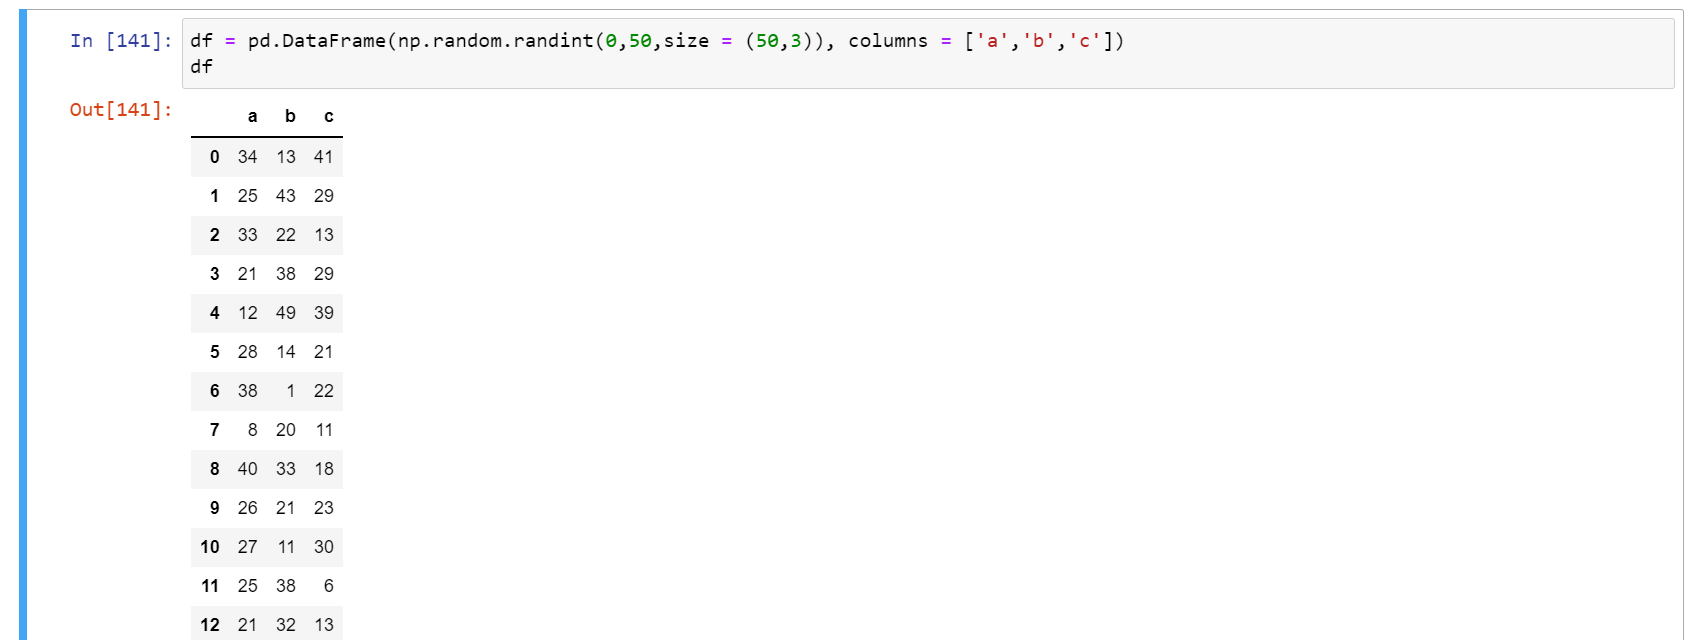 In [141]: df = pd.DataFrame(np.random.randint(0,50,size = (50,3)), columns = ['a','b','c'])
df
Out[141]:
a b c
0 34 13 41
1 25 43 29
2 33 22 13
3 21 38 29
4 12 49 39
5 28 14 21
6 38 1 22
7 8 20 11
8 40 33 18
9 26 21 23
10 27 11 30
11 25 38 6
12 21 32 13